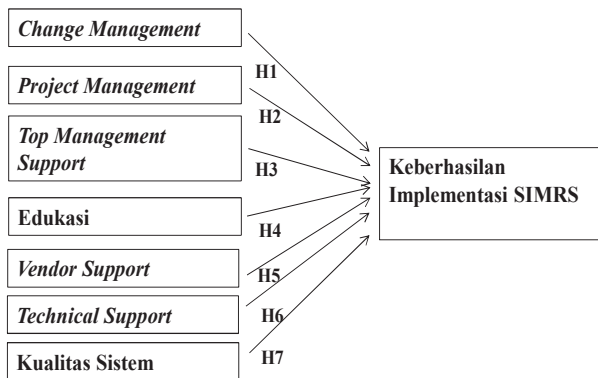 Change Management
H1
Project Management
H2
Top Management
Support
H3
Keberhasilan
Implementasi SIMRS
Edukasi
H4
Vendor Support
H5
Technical Support
H6
Kualitas Sistem
H7